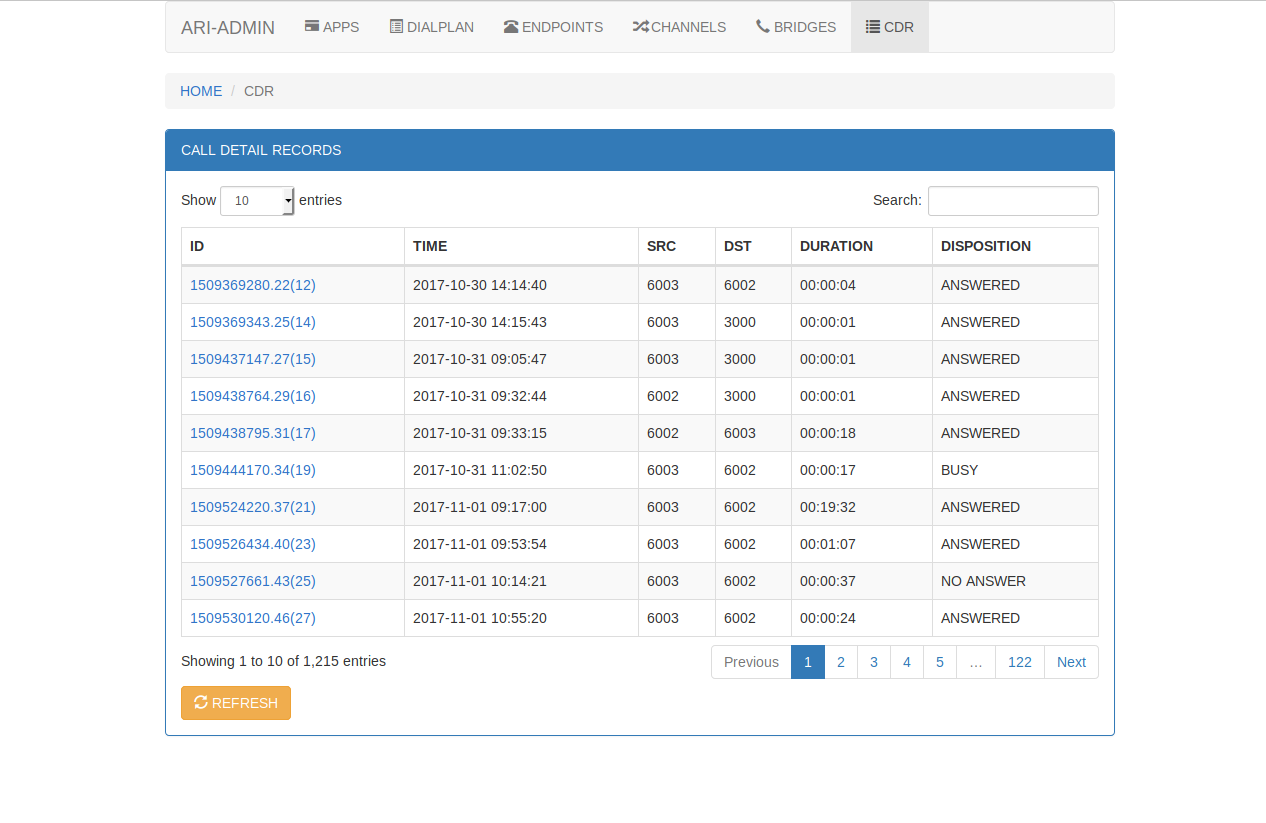 ARI-ADMIN APPS DIALPLAN ENDPOINTS CHANNELS BRIDGES CDR
HOME / CDR
CALL DETAIL RECORDS
Show 10 entries Search:
ID TIME SRC DST DURATION DISPOSITION
1509369280.22(12) 2017-10-30 14:14:40 6003 6002 00:00:04 ANSWERED
1509369343.25(14) 2017-10-30 14:15:43 6003 3000 00:00:01 ANSWERED
1509437147.27(15) 2017-10-31 09:05:47 6003 3000 00:00:01 ANSWERED
1509438764.29(16) 2017-10-31 09:32:44 6002 3000 00:00:01 ANSWERED
1509438795.31(17) 2017-10-31 09:33:15 6002 6003 00:00:18 ANSWERED
1509444170.34(19) 2017-10-31 11:02:50 6003 6002 00:00:17 BUSY
1509524220.37(21) 2017-11-01 09:17:00 6003 6002 00:19:32 ANSWERED
1509526434.40(23) 2017-11-01 09:53:54 6003 6002 00:01:07 ANSWERED
1509527661.43(25) 2017-11-01 10:14:21 6003 6002 00:00:37 NO ANSWER
1509530120.46(27) 2017-11-01 10:55:20 6003 6002 00:00:24 ANSWERED
Showing 1 to 10 of 1,215 entries Previous 1 2 3 4 5 … 122 Next
REFRESH